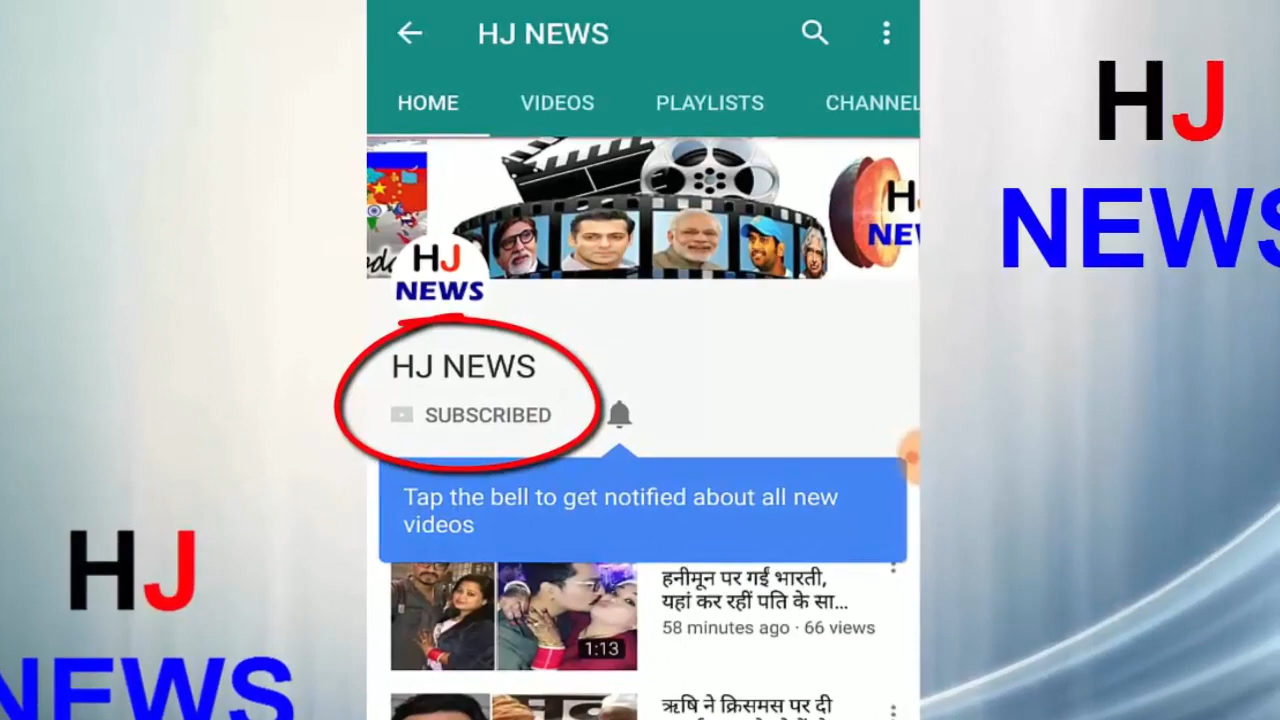 HJ NEWS
HOME VIDEOS PLAYLISTS CHANNEL
HJ
NEWS
HJ
NEWS
HJ NEWS
SUBSCRIBED
Tap the bell to get notified about all new
videos
हनीमून पर गईं भारती,
यहां कर रहीं पति के सा...
58 minutes ago · 66 views
1:13
ऋषि ने क्रिसमस पर दी
HJ
NEWS